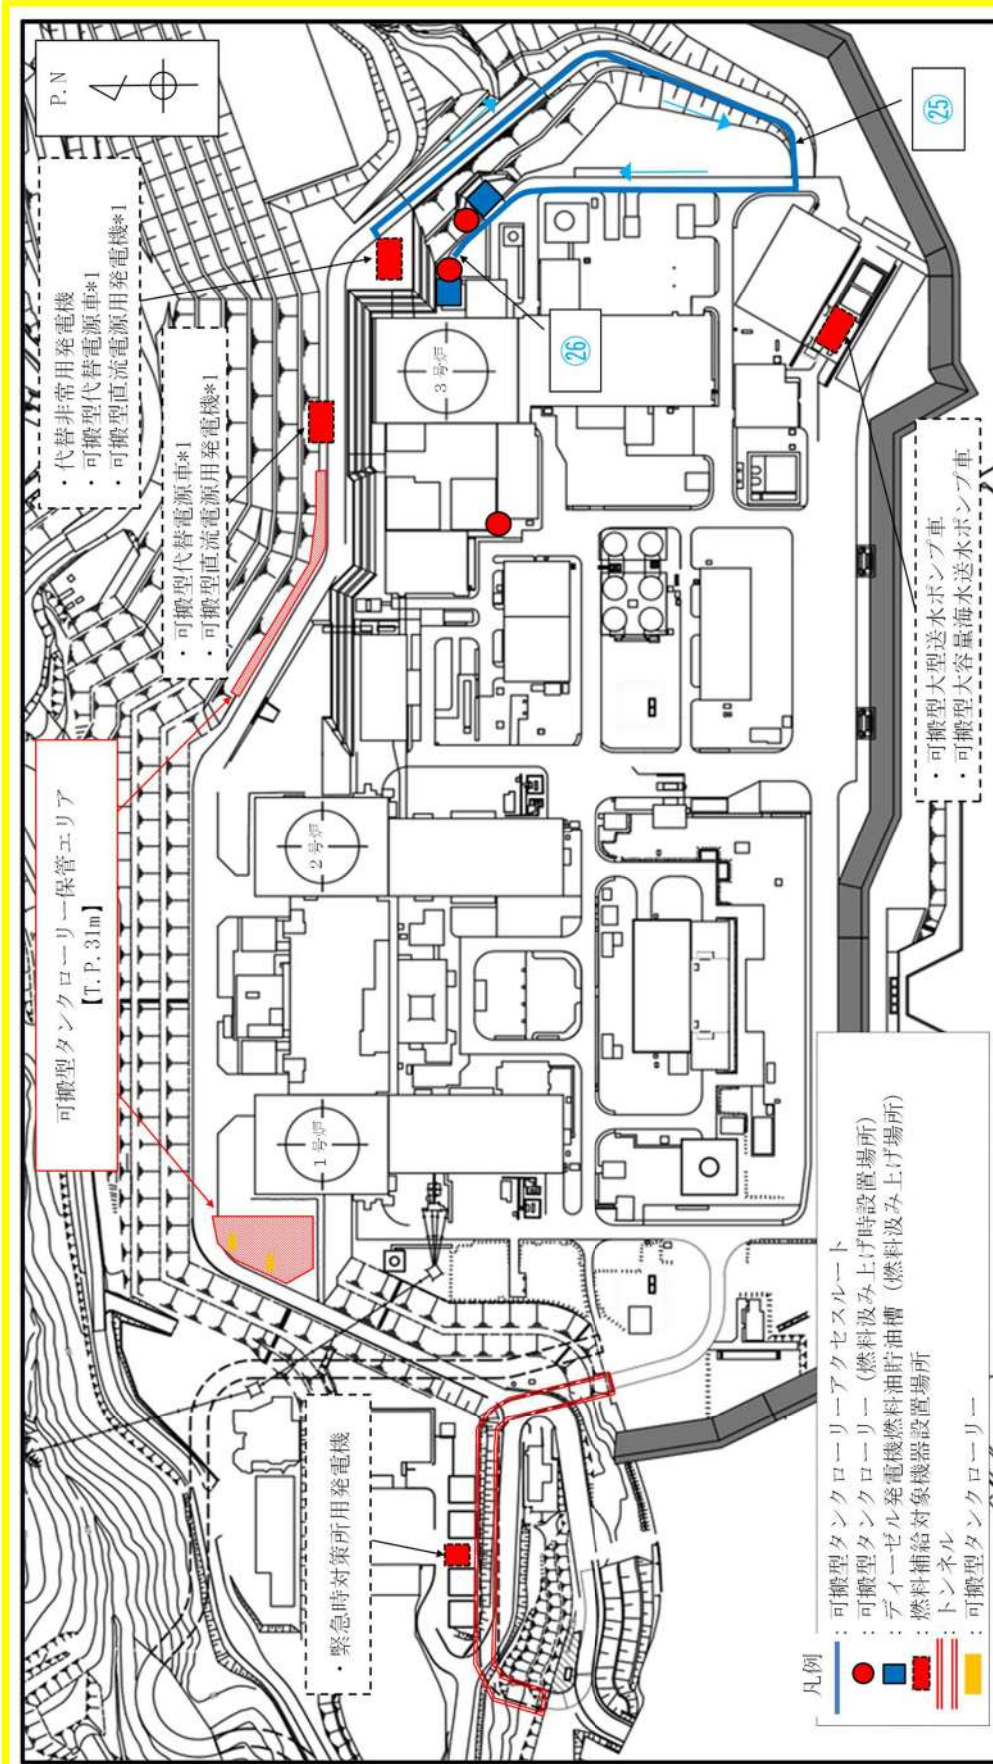 P.N
・代替非常用発電機
・可搬型代替電源車*1
・可搬型直流電源用発電機*1
・可搬型代替電源車*1
・可搬型直流電源用発電機*1
可搬型タンクローリー保管エリア
【T.P.31m】
・緊急時対策所用発電機
1号炉
2号炉
3号炉
㉕
㉖
・可搬型大型送水ポンプ車
・可搬型大容量海水送水ポンプ車
凡例
：可搬型タンクローリーアクセスルート
：可搬型タンクローリー（燃料汲み上げ時設置場所）
：ディーゼル発電機燃料油貯油槽（燃料汲み上げ場所）
：燃料補給対象機器設置場所
：トンネル
：可搬型タンクローリー